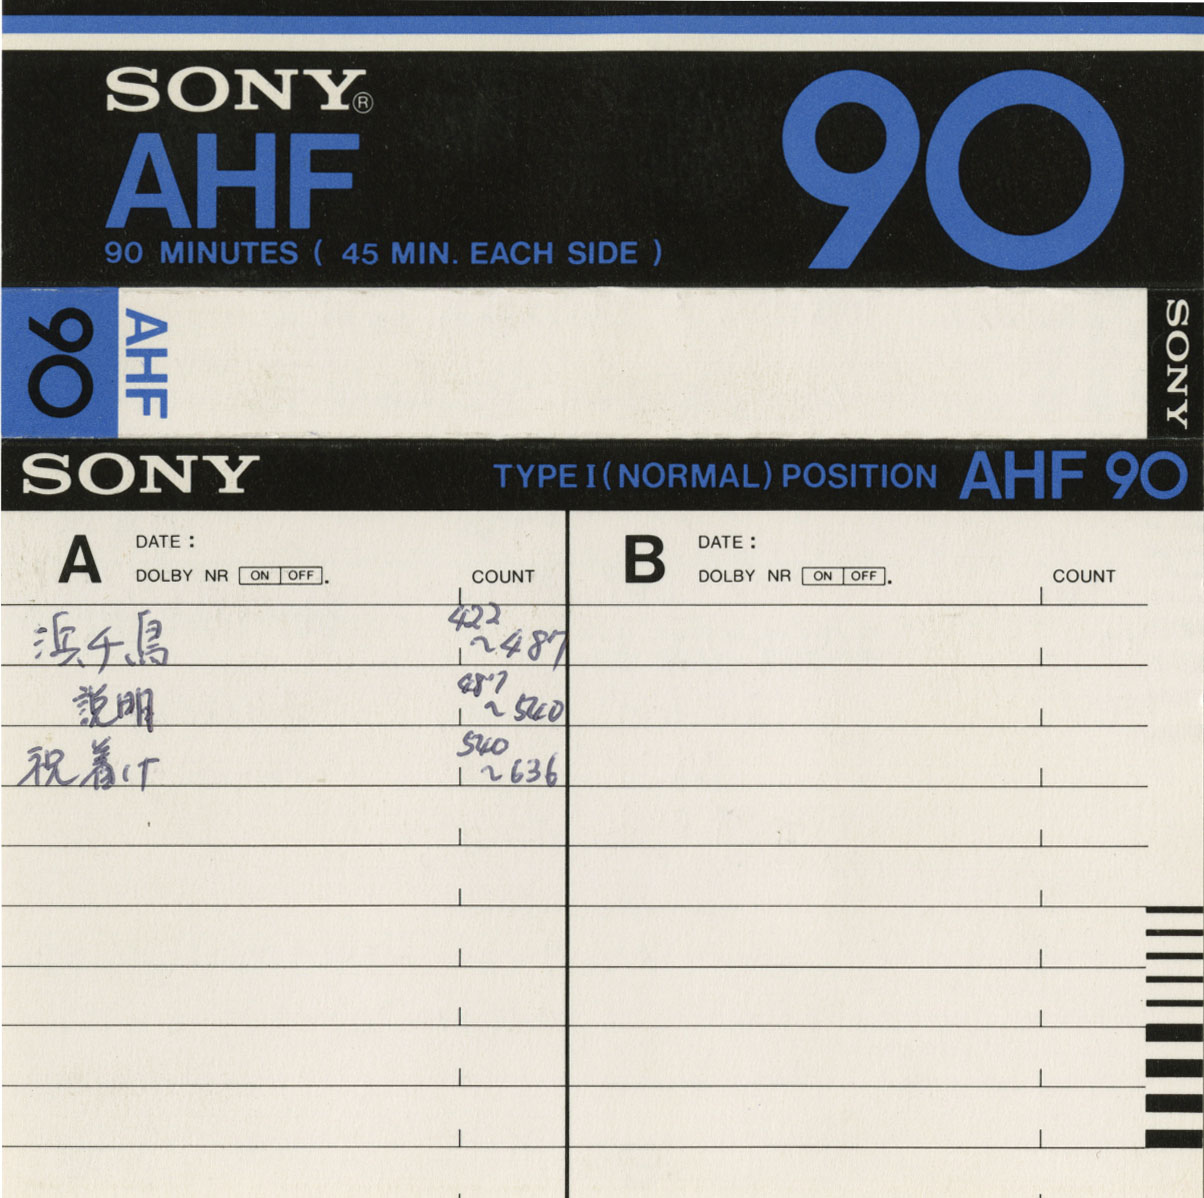 SONY®
AHF
90
90 MINUTES ( 45 MIN. EACH SIDE )
90
AHF
SONY
SONY
TYPE I (NORMAL) POSITION AHF 90
A
DATE :
DOLBY NR ON OFF.
COUNT
B
DATE :
DOLBY NR ON OFF.
COUNT
浜千鳥 422～487
説明 487～540
祝着け 540～636